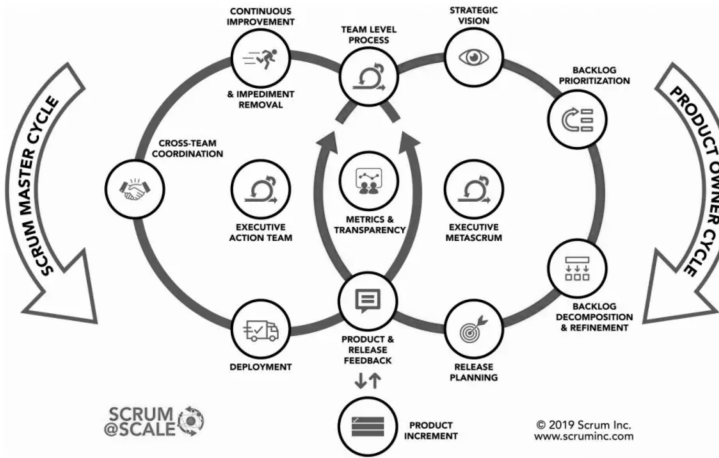 CONTINUOUS
IMPROVEMENT
& IMPEDIMENT
REMOVAL
TEAM LEVEL
PROCESS
STRATEGIC
VISION
BACKLOG
PRIORITIZATION
SCRUM MASTER CYCLE
CROSS-TEAM
COORDINATION
EXECUTIVE
ACTION TEAM
METRICS &
TRANSPARENCY
EXECUTIVE
METASCRUM
PRODUCT OWNER CYCLE
BACKLOG
DECOMPOSITION
& REFINEMENT
DEPLOYMENT
PRODUCT &
RELEASE
FEEDBACK
RELEASE
PLANNING
SCRUM
@SCALE
PRODUCT
INCREMENT
© 2019 Scrum Inc.
www.scruminc.com